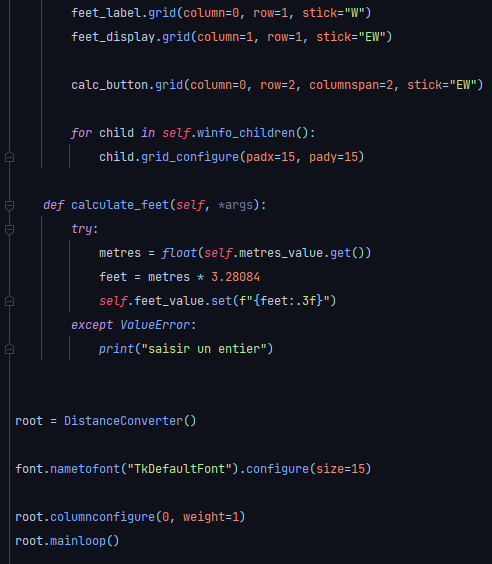 feet_label.grid(column=0, row=1, stick="W")
feet_display.grid(column=1, row=1, stick="EW")
calc_button.grid(column=0, row=2, columnspan=2, stick="EW")
for child in self.winfo_children():
child.grid_configure(padx=15, pady=15)
def calculate_feet(self, *args):
try:
metres = float(self.metres_value.get())
feet = metres * 3.28084
self.feet_value.set(f"{feet:.3f}")
except ValueError:
print("saisir un entier")
root = DistanceConverter()
font.nametofont("TkDefaultFont").configure(size=15)
root.columnconfigure(0, weight=1)
root.mainloop()